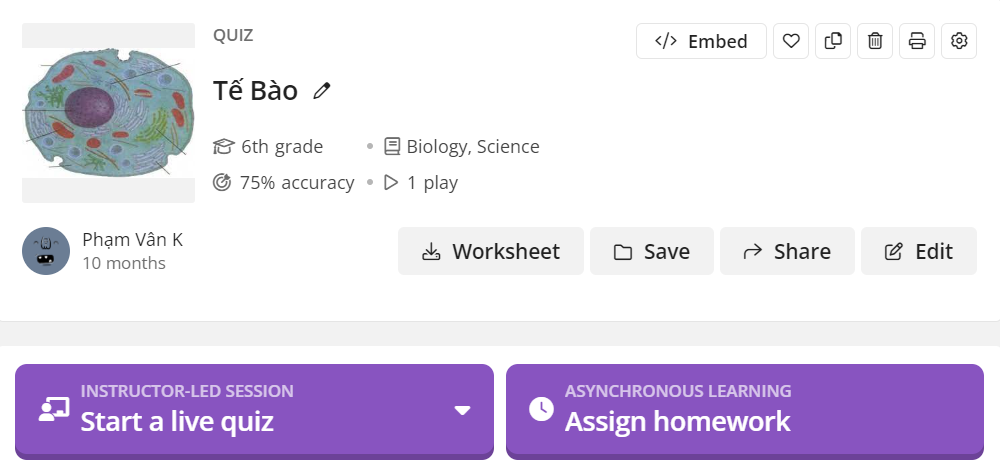 QUIZ
</> Embed
Tế Bào
6th grade
Biology, Science
75% accuracy
1 play
Phạm Vân K
10 months
Worksheet
Save
Share
Edit
INSTRUCTOR-LED SESSION
Start a live quiz
ASYNCHRONOUS LEARNING
Assign homework